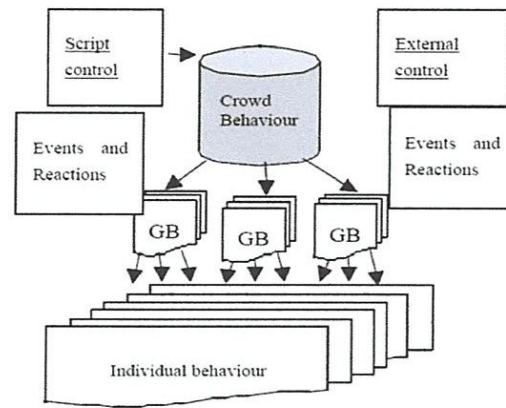 Script
control
External
control
Crowd
Behaviour
Events and
Reactions
Events and
Reactions
GB
GB
GB
Individual behaviour